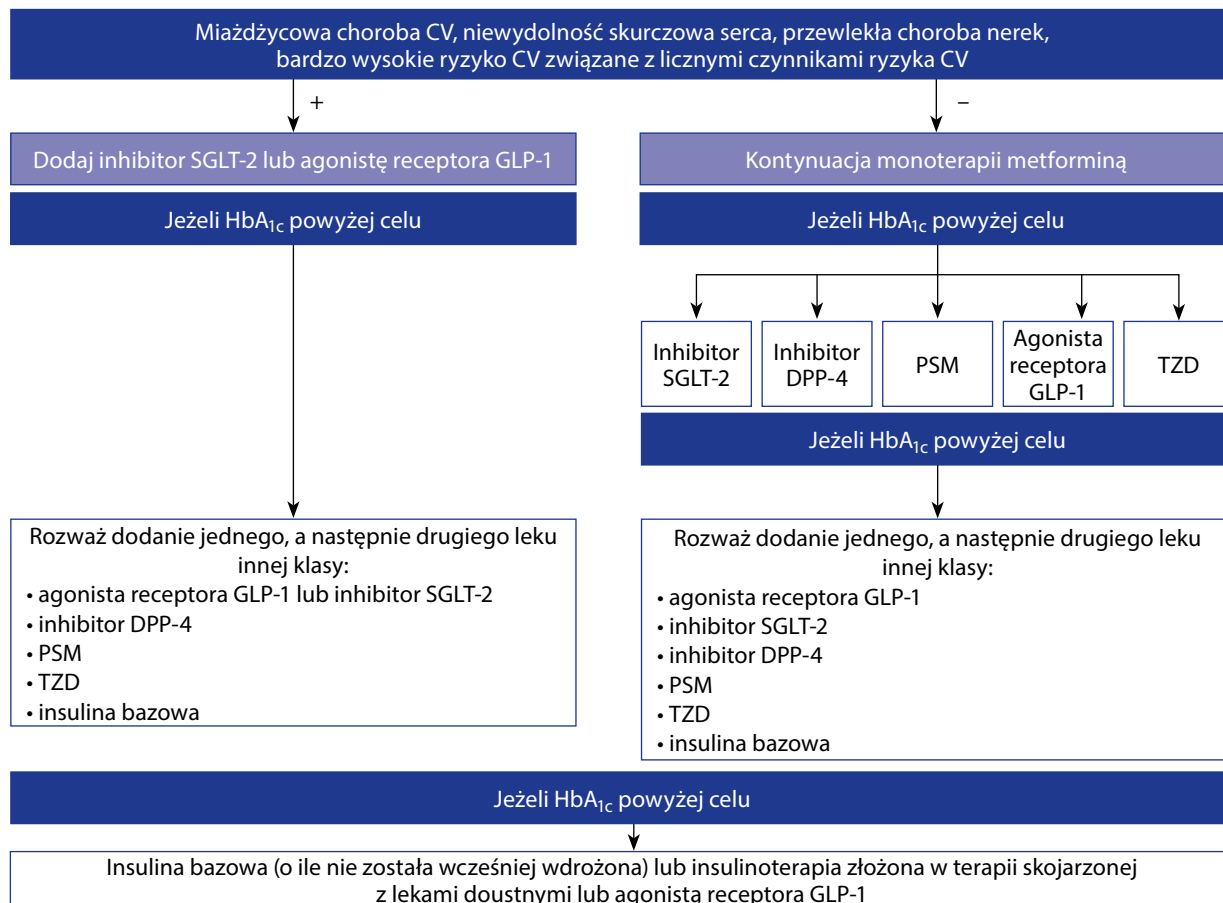 Miażdżycowa choroba CV, niewydolność skurczowa serca, przewlekła choroba nerek,
bardzo wysokie ryzyko CV związane z licznymi czynnikami ryzyka CV
+
–
Dodaj inhibitor SGLT-2 lub agonistę receptora GLP-1
Jeżeli HbA1c powyżej celu
Kontynuacja monoterapii metforminą
Jeżeli HbA1c powyżej celu
Inhibitor
SGLT-2
Inhibitor
DPP-4
PSM
Agonista
receptora
GLP-1
TZD
Jeżeli HbA1c powyżej celu
Rozważ dodanie jednego, a następnie drugiego leku
innej klasy:
• agonista receptora GLP-1 lub inhibitor SGLT-2
• inhibitor DPP-4
• PSM
• TZD
• insulina bazowa
Rozważ dodanie jednego, a następnie drugiego leku
innej klasy:
• agonista receptora GLP-1
• inhibitor SGLT-2
• inhibitor DPP-4
• PSM
• TZD
• insulina bazowa
Jeżeli HbA1c powyżej celu
Insulina bazowa (o ile nie została wcześniej wdrożona) lub insulinoterapia złożona w terapii skojarzonej
z lekami doustnymi lub agonistą receptora GLP-1